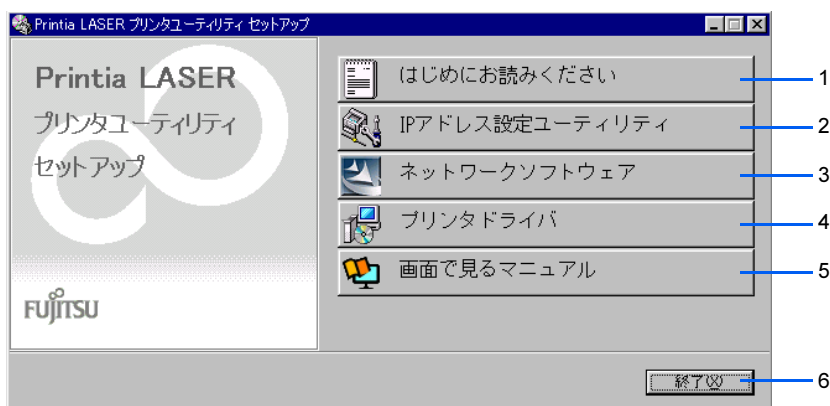 Printia LASER プリンタユーティリティ セットアップ
Printia LASER
プリンタユーティリティ
セットアップ
FUJITSU
はじめにお読みください
IPアドレス設定ユーティリティ
ネットワークソフトウェア
プリンタドライバ
画面で見るマニュアル
終了(X)
1
2
3
4
5
6